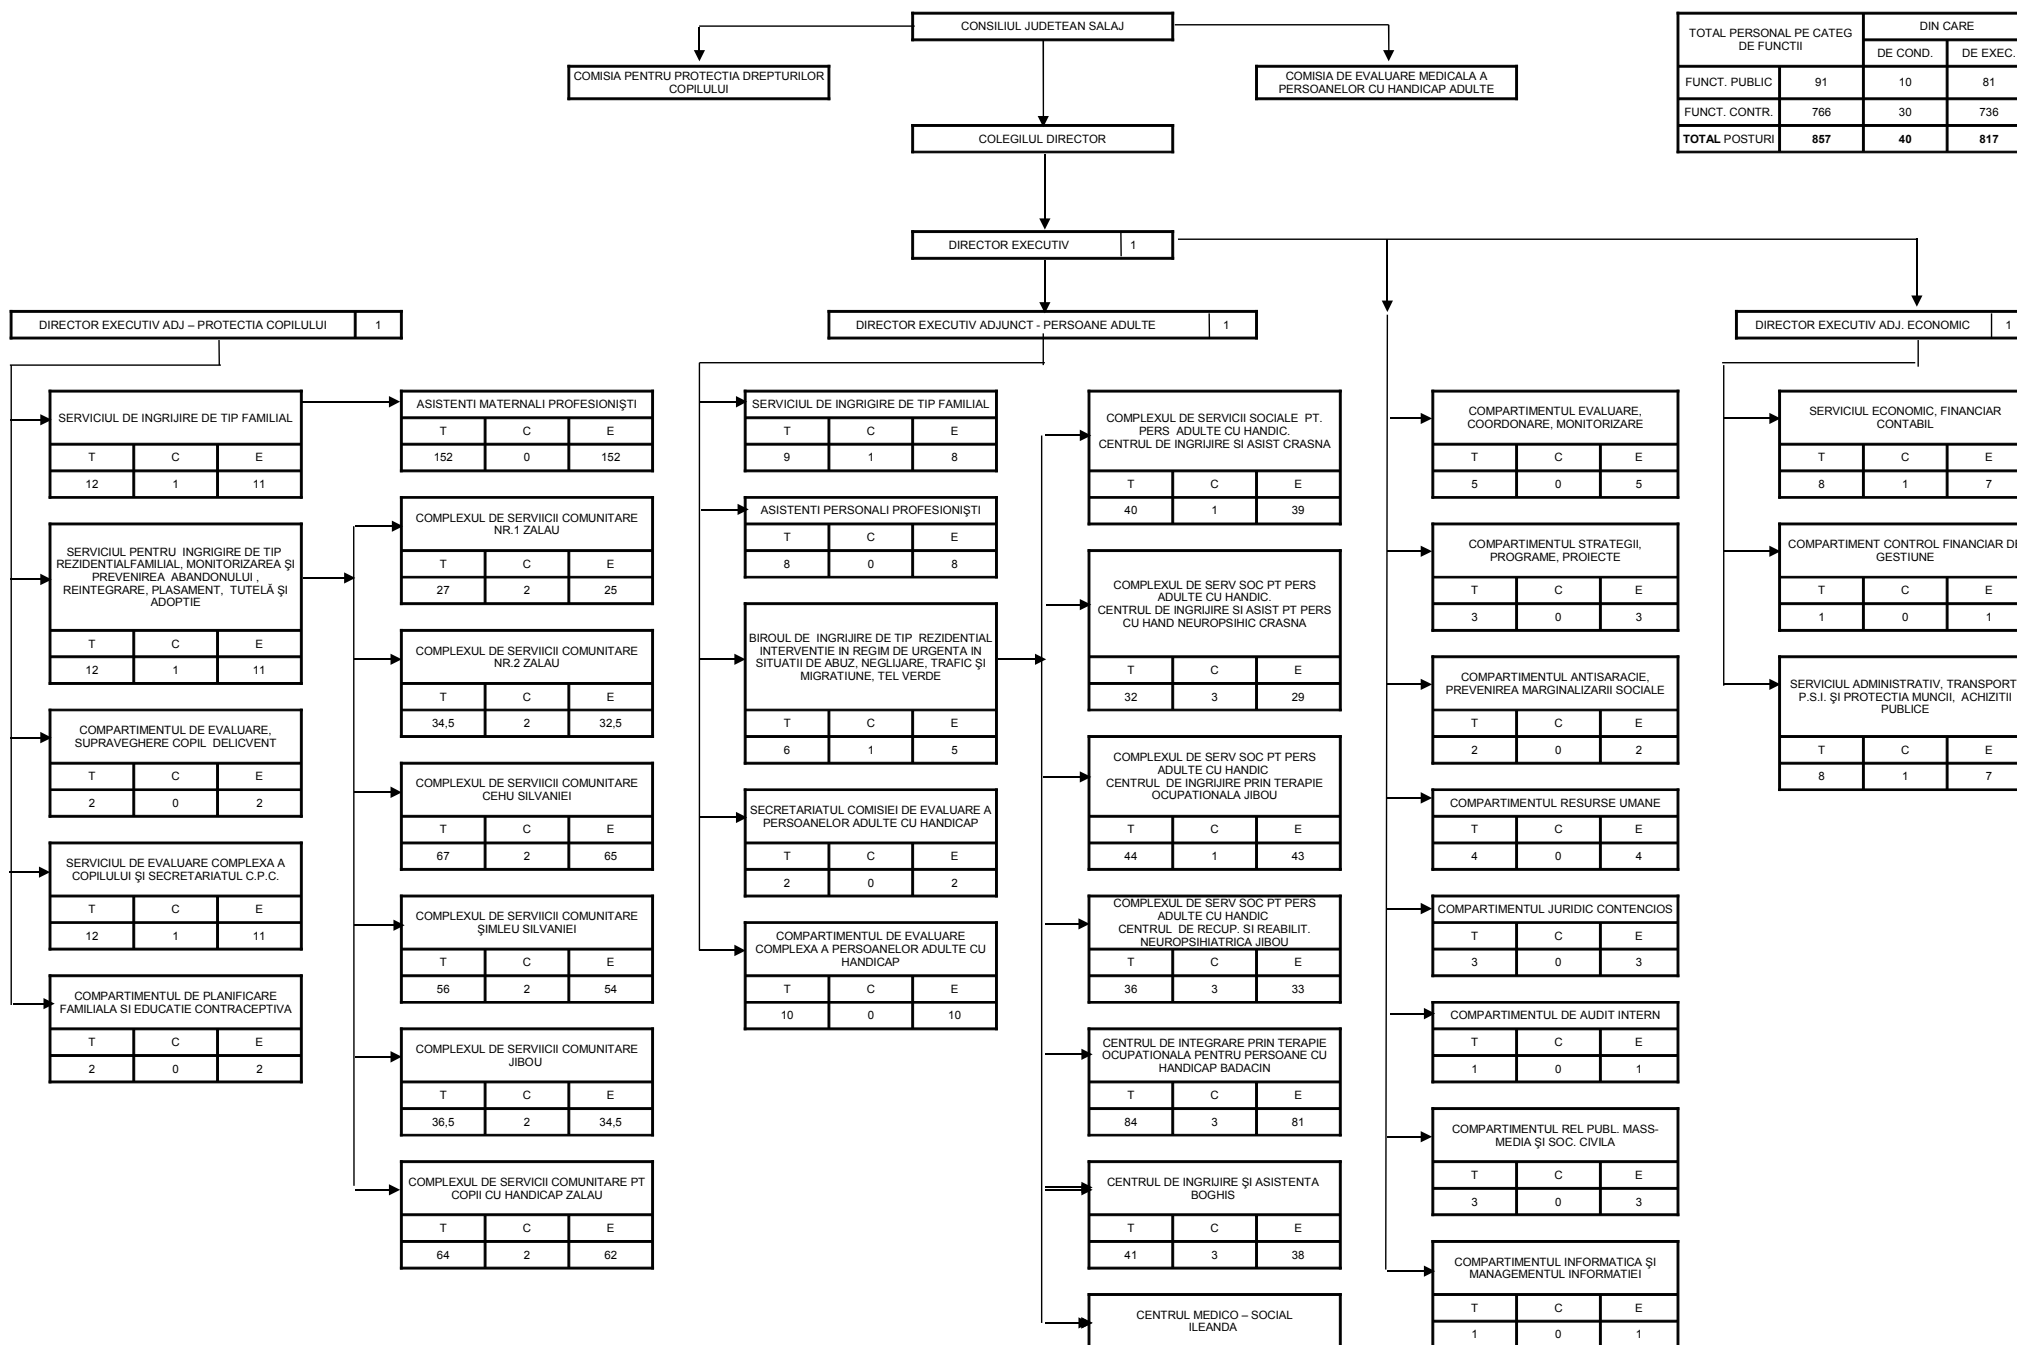 CONSILIUL JUDETEAN SALAJ
COMISIA PENTRU PROTECTIA DREPTURILOR
COPILULUI
COMISIA DE EVALUARE MEDICALA A
PERSOANELOR CU HANDICAP ADULTE
TOTAL PERSONAL PE CATEG
DE FUNCTII
DIN CARE
DE COND. DE EXEC.
FUNCT. PUBLIC 91 10 81
FUNCT. CONTR. 766 30 736
TOTAL POSTURI 857 40 817
COLEGILUL DIRECTOR
DIRECTOR EXECUTIV 1
DIRECTOR EXECUTIV ADJ – PROTECTIA COPILULUI 1
DIRECTOR EXECUTIV ADJUNCT - PERSOANE ADULTE 1
DIRECTOR EXECUTIV ADJ. ECONOMIC 1
SERVICIUL DE INGRIJIRE DE TIP FAMILIAL
T C E
12 1 11
SERVICIUL PENTRU INGRIGIRE DE TIP
REZIDENTIALFAMILIAL, MONITORIZAREA ŞI
PREVENIREA ABANDONULUI ,
REINTEGRARE, PLASAMENT, TUTELĂ ŞI
ADOPTIE
T C E
12 1 11
COMPARTIMENTUL DE EVALUARE,
SUPRAVEGHERE COPIL DELICVENT
T C E
2 0 2
SERVICIUL DE EVALUARE COMPLEXA A
COPILULUI ŞI SECRETARIATUL C.P.C.
T C E
12 1 11
COMPARTIMENTUL DE PLANIFICARE
FAMILIALA SI EDUCATIE CONTRACEPTIVA
T C E
2 0 2
ASISTENTI MATERNALI PROFESIONIŞTI
T C E
152 0 152
COMPLEXUL DE SERVIICII COMUNITARE
NR.1 ZALAU
T C E
27 2 25
COMPLEXUL DE SERVIICII COMUNITARE
NR.2 ZALAU
T C E
34,5 2 32,5
COMPLEXUL DE SERVIICII COMUNITARE
CEHU SILVANIEI
T C E
67 2 65
COMPLEXUL DE SERVIICII COMUNITARE
ŞIMLEU SILVANIEI
T C E
56 2 54
COMPLEXUL DE SERVIICII COMUNITARE
JIBOU
T C E
36,5 2 34,5
COMPLEXUL DE SERVICII COMUNITARE PT
COPII CU HANDICAP ZALAU
T C E
64 2 62
SERVICIUL DE INGRIGIRE DE TIP FAMILIAL
T C E
9 1 8
ASISTENTI PERSONALI PROFESIONIŞTI
T C E
8 0 8
BIROUL DE INGRIJIRE DE TIP REZIDENTIAL
INTERVENTIE IN REGIM DE URGENTA IN
SITUATII DE ABUZ, NEGLIJARE, TRAFIC ŞI
MIGRATIUNE, TEL VERDE
T C E
6 1 5
SECRETARIATUL COMISIEI DE EVALUARE A
PERSOANELOR ADULTE CU HANDICAP
T C E
2 0 2
COMPARTIMENTUL DE EVALUARE
COMPLEXA A PERSOANELOR ADULTE CU
HANDICAP
T C E
10 0 10
COMPLEXUL DE SERVICII SOCIALE PT.
PERS ADULTE CU HANDIC.
CENTRUL DE INGRIJIRE SI ASIST CRASNA
T C E
40 1 39
COMPLEXUL DE SERV SOC PT PERS
ADULTE CU HANDIC.
CENTRUL DE INGRIJIRE SI ASIST PT PERS
CU HAND NEUROPSIHIC CRASNA
T C E
32 3 29
COMPLEXUL DE SERV SOC PT PERS
ADULTE CU HANDIC
CENTRUL DE INGRIJIRE PRIN TERAPIE
OCUPATIONALA JIBOU
T C E
44 1 43
COMPLEXUL DE SERV SOC PT PERS
ADULTE CU HANDIC
CENTRUL DE RECUP. SI REABILIT.
NEUROPSIHIATRICA JIBOU
T C E
36 3 33
CENTRUL DE INTEGRARE PRIN TERAPIE
OCUPATIONALA PENTRU PERSOANE CU
HANDICAP BADACIN
T C E
84 3 81
CENTRUL DE INGRIJIRE ŞI ASISTENTA
BOGHIS
T C E
41 3 38
CENTRUL MEDICO – SOCIAL
ILEANDA
COMPARTIMENTUL EVALUARE,
COORDONARE, MONITORIZARE
T C E
5 0 5
COMPARTIMENTUL STRATEGII,
PROGRAME, PROIECTE
T C E
3 0 3
COMPARTIMENTUL ANTISARACIE,
PREVENIREA MARGINALIZARII SOCIALE
T C E
2 0 2
COMPARTIMENTUL RESURSE UMANE
T C E
4 0 4
COMPARTIMENTUL JURIDIC CONTENCIOS
T C E
3 0 3
COMPARTIMENTUL DE AUDIT INTERN
T C E
1 0 1
COMPARTIMENTUL REL PUBL. MASS-
MEDIA ŞI SOC. CIVILA
T C E
3 0 3
COMPARTIMENTUL INFORMATICA ŞI
MANAGEMENTUL INFORMATIEI
T C E
1 0 1
SERVICIUL ECONOMIC, FINANCIAR
CONTABIL
T C E
8 1 7
COMPARTIMENT CONTROL FINANCIAR DE
GESTIUNE
T C E
1 0 1
SERVICIUL ADMINISTRATIV, TRANSPORT
P.S.I. ŞI PROTECTIA MUNCII, ACHIZITII
PUBLICE
T C E
8 1 7